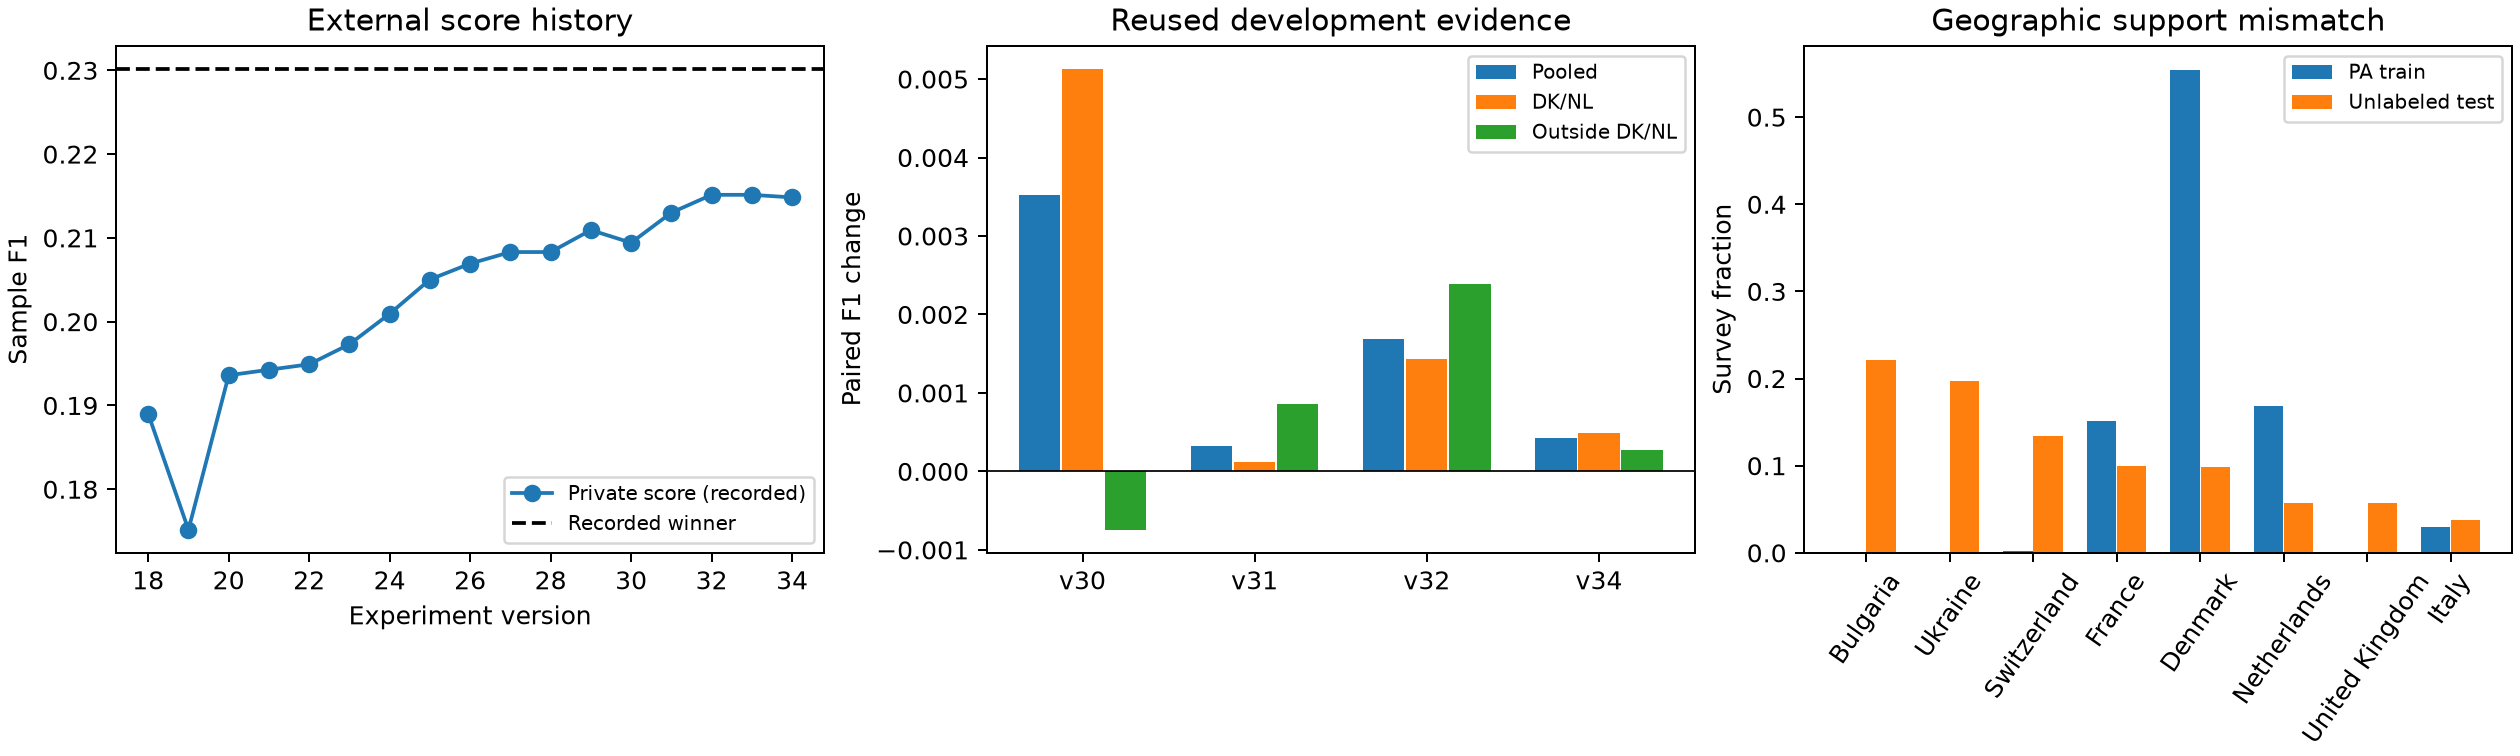 External score history
Sample F1
0.23
0.22
0.21
0.20
0.19
0.18
Private score (recorded)
Recorded winner
18 20 22 24 26 28 30 32 34
Experiment version
Reused development evidence
Paired F1 change
0.005
0.004
0.003
0.002
0.001
0.000
−0.001
Pooled
DK/NL
Outside DK/NL
v30 v31 v32 v34
Geographic support mismatch
Survey fraction
0.5
0.4
0.3
0.2
0.1
0.0
PA train
Unlabeled test
Bulgaria
Ukraine
Switzerland
France
Denmark
Netherlands
United Kingdom
Italy